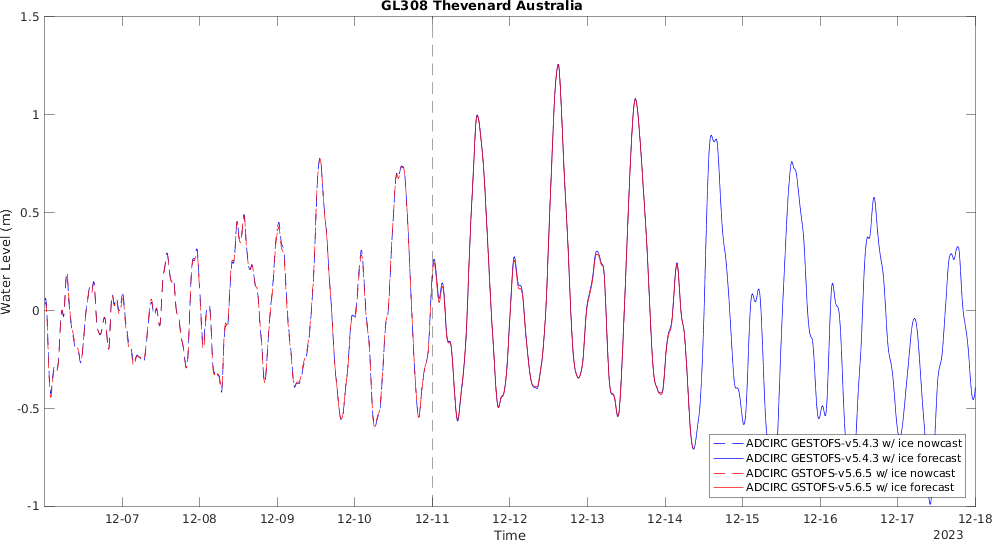 GL308 Thevenard Australia
1.5
1
0.5
0
-0.5
-1
Water Level (m)
12-07 12-08 12-09 12-10 12-11 12-12 12-13 12-14 12-15 12-16 12-17 12-18
Time
2023
ADCIRC GESTOFS-v5.4.3 w/ ice nowcast
ADCIRC GESTOFS-v5.4.3 w/ ice forecast
ADCIRC GSTOFS-v5.6.5 w/ ice nowcast
ADCIRC GSTOFS-v5.6.5 w/ ice forecast